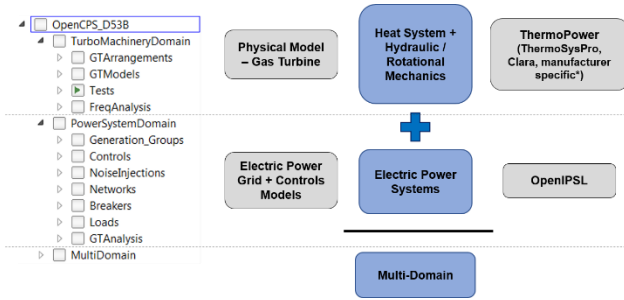 OpenCPS_D53B
TurboMachineryDomain
GTArrangements
GTModels
Tests
FreqAnalysis
PowerSystemDomain
Generation_Groups
Controls
NoiseInjections
Networks
Breakers
Loads
GTAnalysis
MultiDomain
Physical Model
– Gas Turbine
Heat System +
Hydraulic /
Rotational
Mechanics
ThermoPower
(ThermoSysPro,
Clara, manufacturer
specific*)
Electric Power
Grid + Controls
Models
Electric Power
Systems
OpenIPSL
Multi-Domain